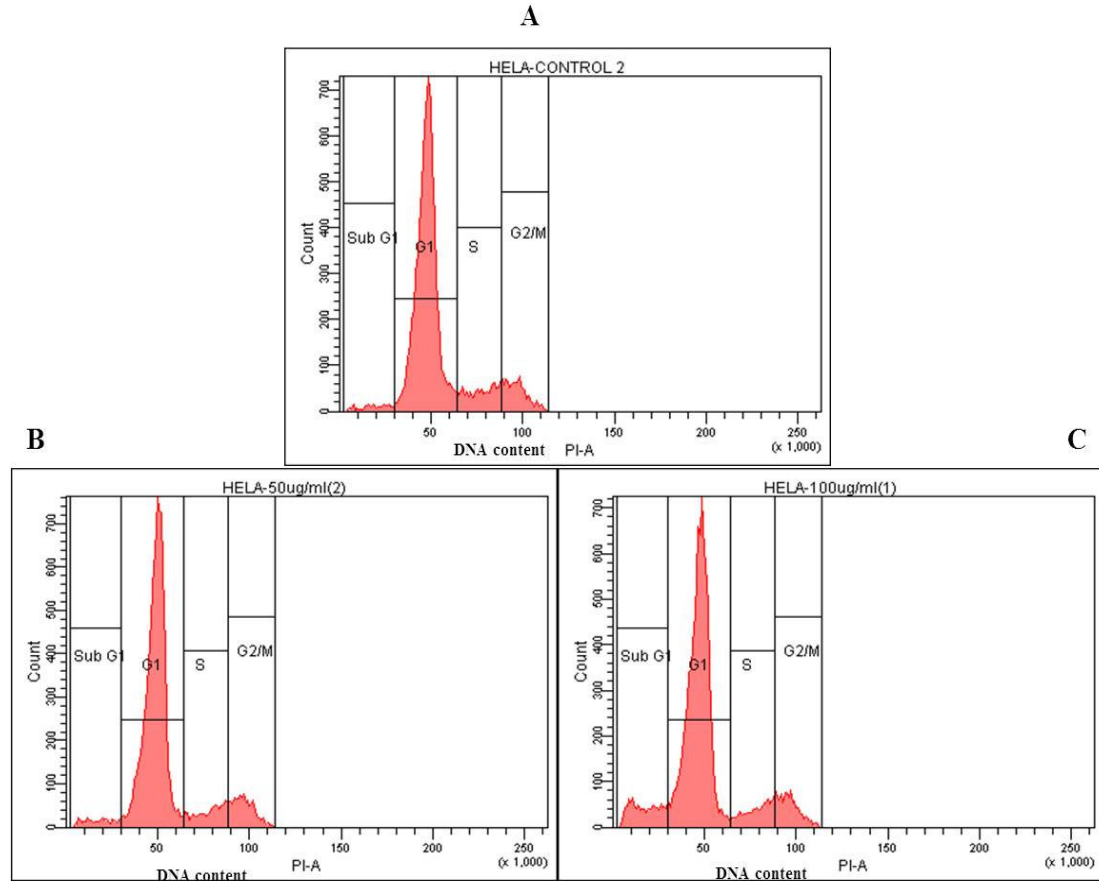 A
HELA-CONTROL 2
Count
0 100 200 300 400 500 600 700
Sub G1
G1
S
G2/M
50 100 150 200 250
DNA content PI-A (x 1,000)
B
HELA-50ug/ml(2)
Count
0 100 200 300 400 500 600 700
Sub G1
G1
S
G2/M
50 100 150 200 250
PI-A (x 1,000)
DNA content
C
HELA-100ug/ml(1)
Count
0 100 200 300 400 500 600 700
Sub G1
G1
S
G2/M
50 100 150 200 250
PI-A (x 1,000)
DNA content